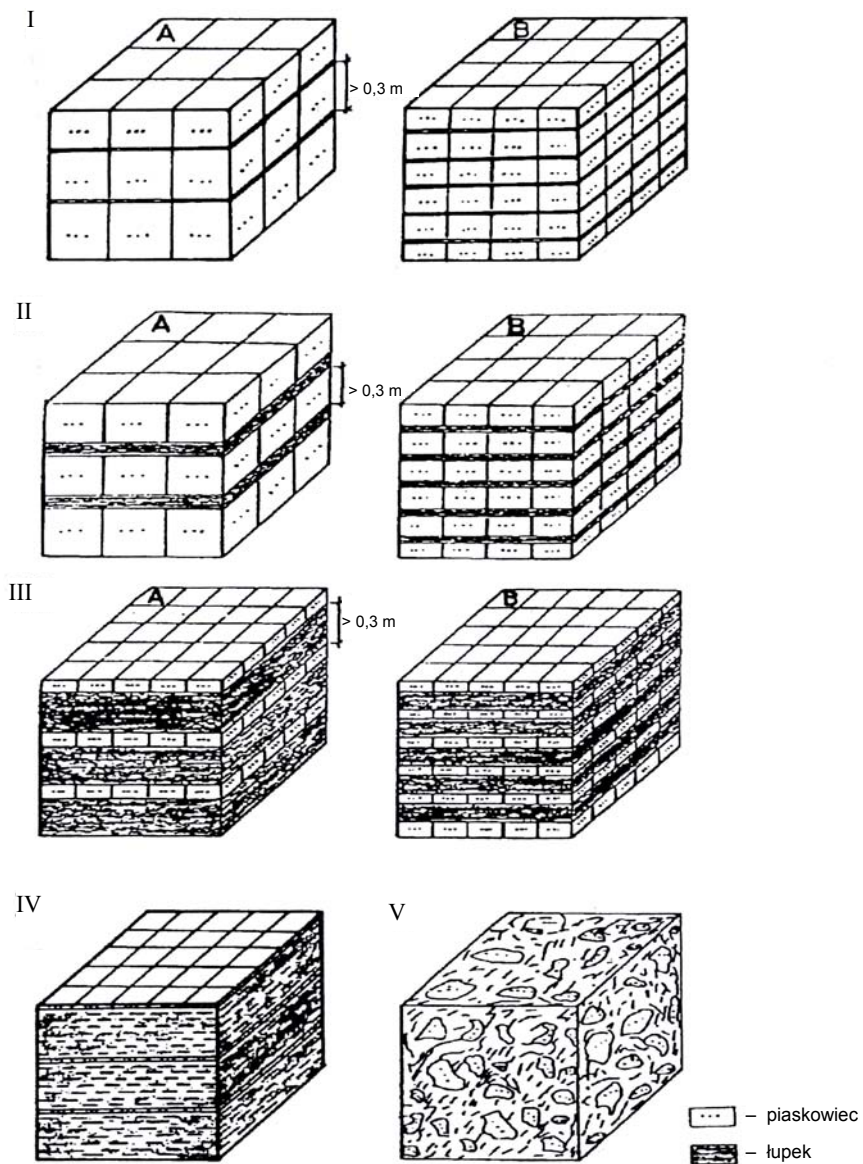 I
A
> 0,3 m
B
II
A
> 0,3 m
B
III
A
> 0,3 m
B
IV
V
– piaskowiec
– łupek